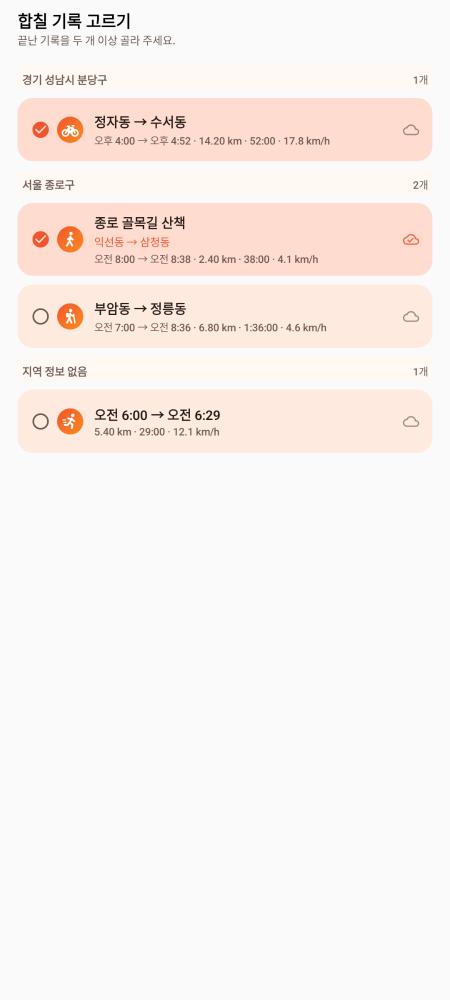 합칠 기록 고르기
끝난 기록을 두 개 이상 골라 주세요.
경기 성남시 분당구 1개
정자동 → 수서동
오후 4:00 → 오후 4:52 · 14.20 km · 52:00 · 17.8 km/h
서울 종로구 2개
종로 골목길 산책
익선동 → 삼청동
오전 8:00 → 오전 8:38 · 2.40 km · 38:00 · 4.1 km/h
부암동 → 정릉동
오전 7:00 → 오전 8:36 · 6.80 km · 1:36:00 · 4.6 km/h
지역 정보 없음 1개
오전 6:00 → 오전 6:29
5.40 km · 29:00 · 12.1 km/h